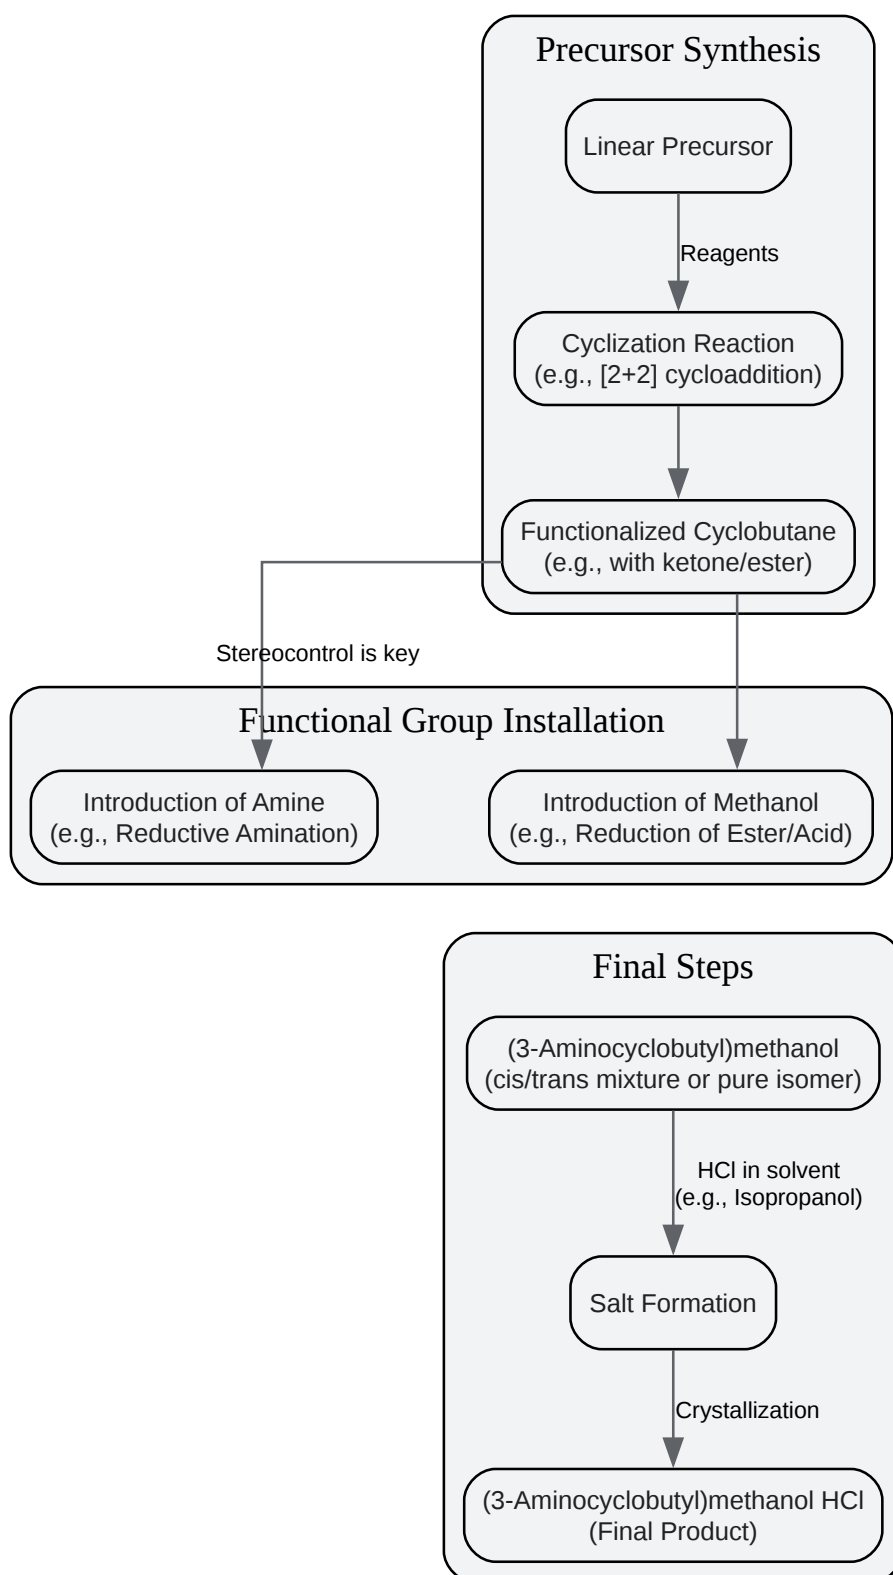 Precursor Synthesis
Linear Precursor
Reagents
Cyclization Reaction
(e.g., [2+2] cycloaddition)
Functionalized Cyclobutane
(e.g., with ketone/ester)
Stereocontrol is key
Functional Group Installation
Introduction of Amine
(e.g., Reductive Amination)
Introduction of Methanol
(e.g., Reduction of Ester/Acid)
Final Steps
(3-Aminocyclobutyl)methanol
(cis/trans mixture or pure isomer)
HCl in solvent
(e.g., Isopropanol)
Salt Formation
Crystallization
(3-Aminocyclobutyl)methanol HCl
(Final Product)